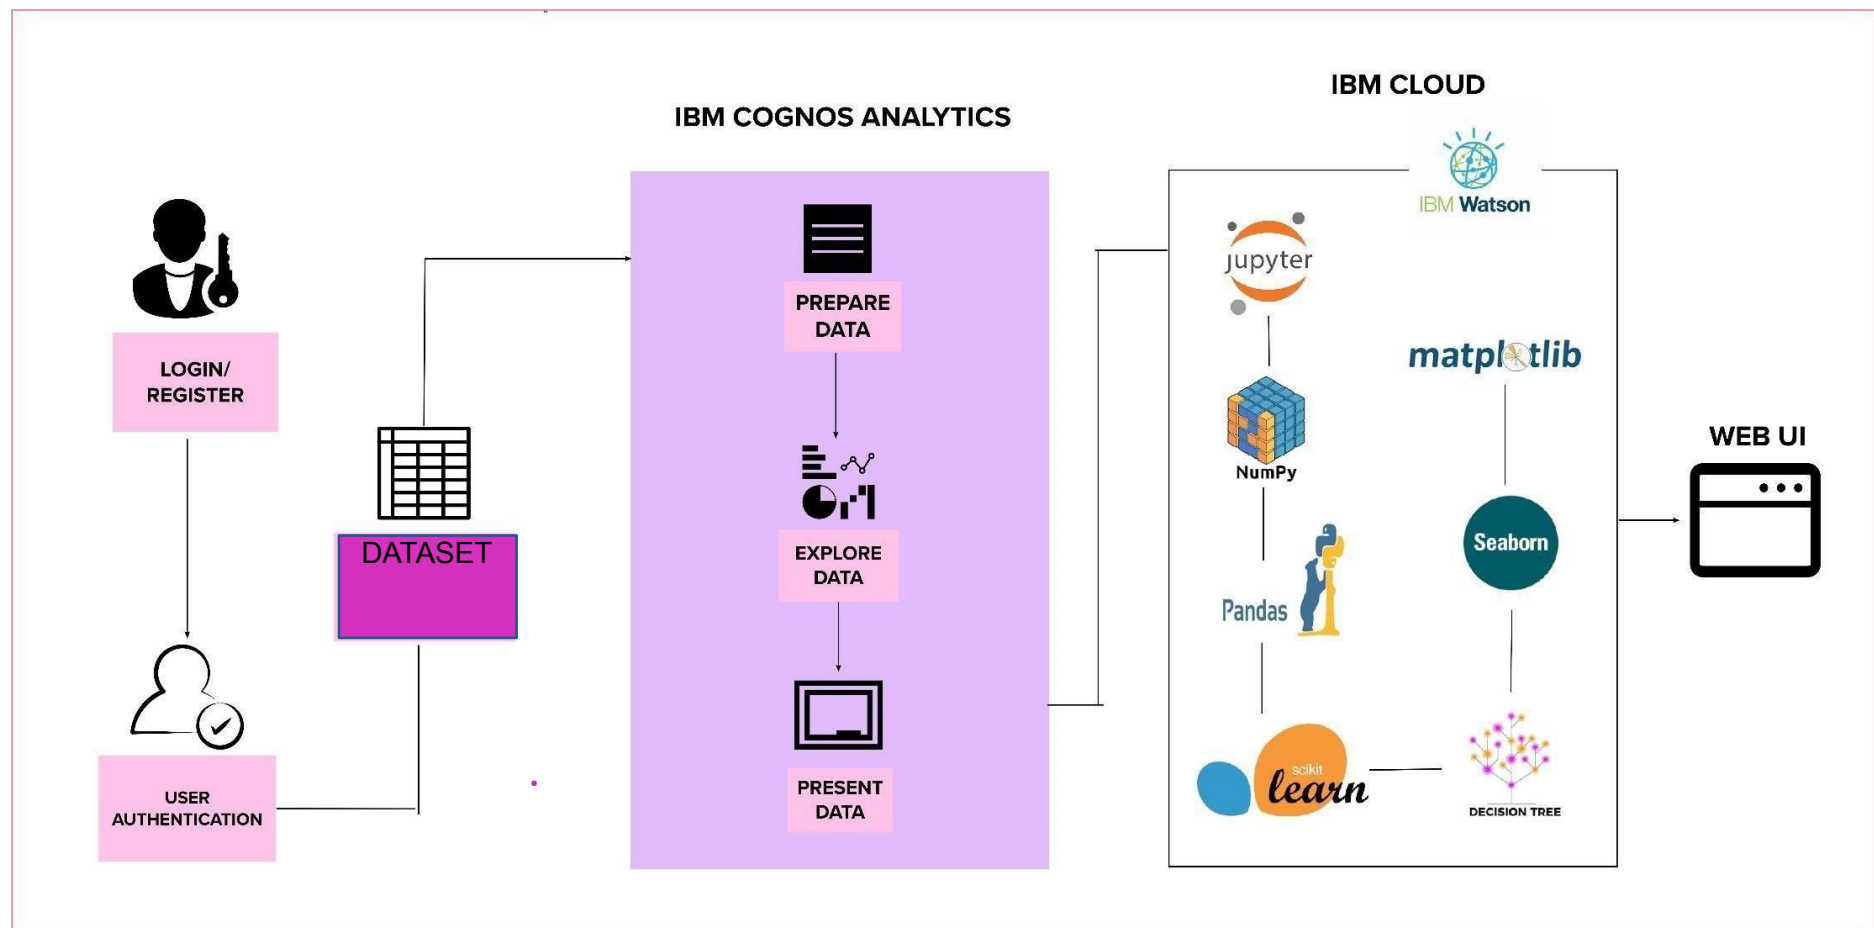 IBM CLOUD
IBM COGNOS ANALYTICS
IBM Watson
LOGIN/
REGISTER
DATASET
USER
AUTHENTICATION
PREPARE
DATA
EXPLORE
DATA
PRESENT
DATA
jupyter
NumPy
Pandas
scikit
learn
matplotlib
Seaborn
DECISION TREE
WEB UI